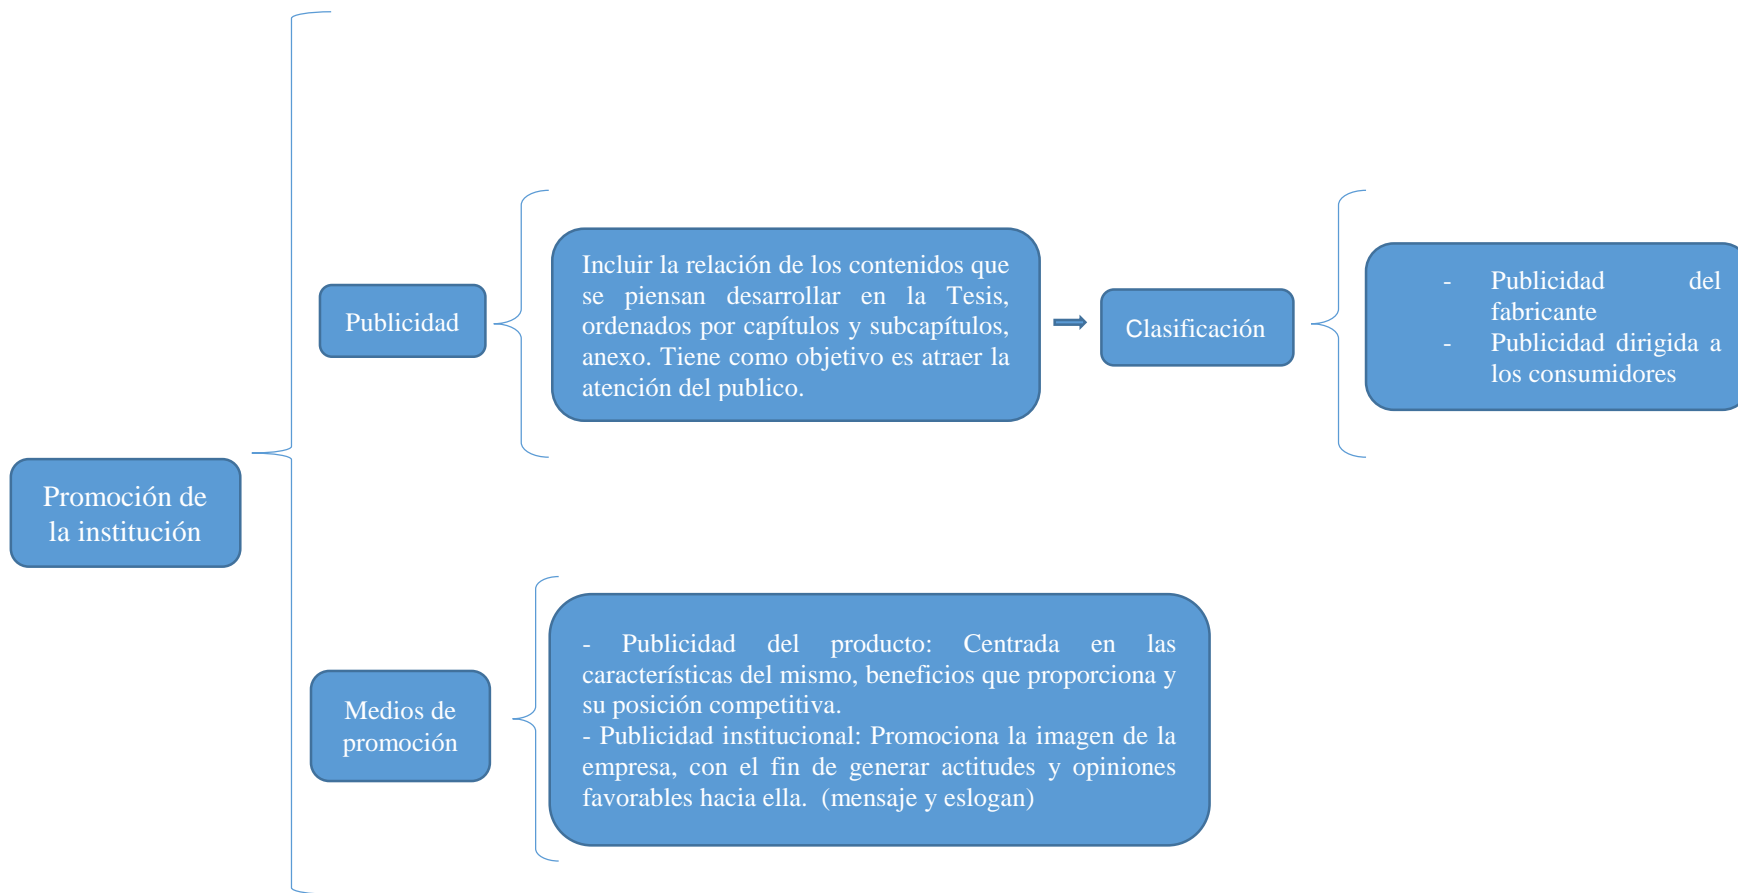 Promoción de
la institución
Publicidad
Incluir la relación de los contenidos que
se piensan desarrollar en la Tesis,
ordenados por capítulos y subcapítulos,
anexo. Tiene como objetivo es atraer la
atención del publico.
Clasificación
- Publicidad del
fabricante
- Publicidad dirigida a
los consumidores
Medios de
promoción
- Publicidad del producto: Centrada en las
características del mismo, beneficios que proporciona y
su posición competitiva.
- Publicidad institucional: Promociona la imagen de la
empresa, con el fin de generar actitudes y opiniones
favorables hacia ella. (mensaje y eslogan)